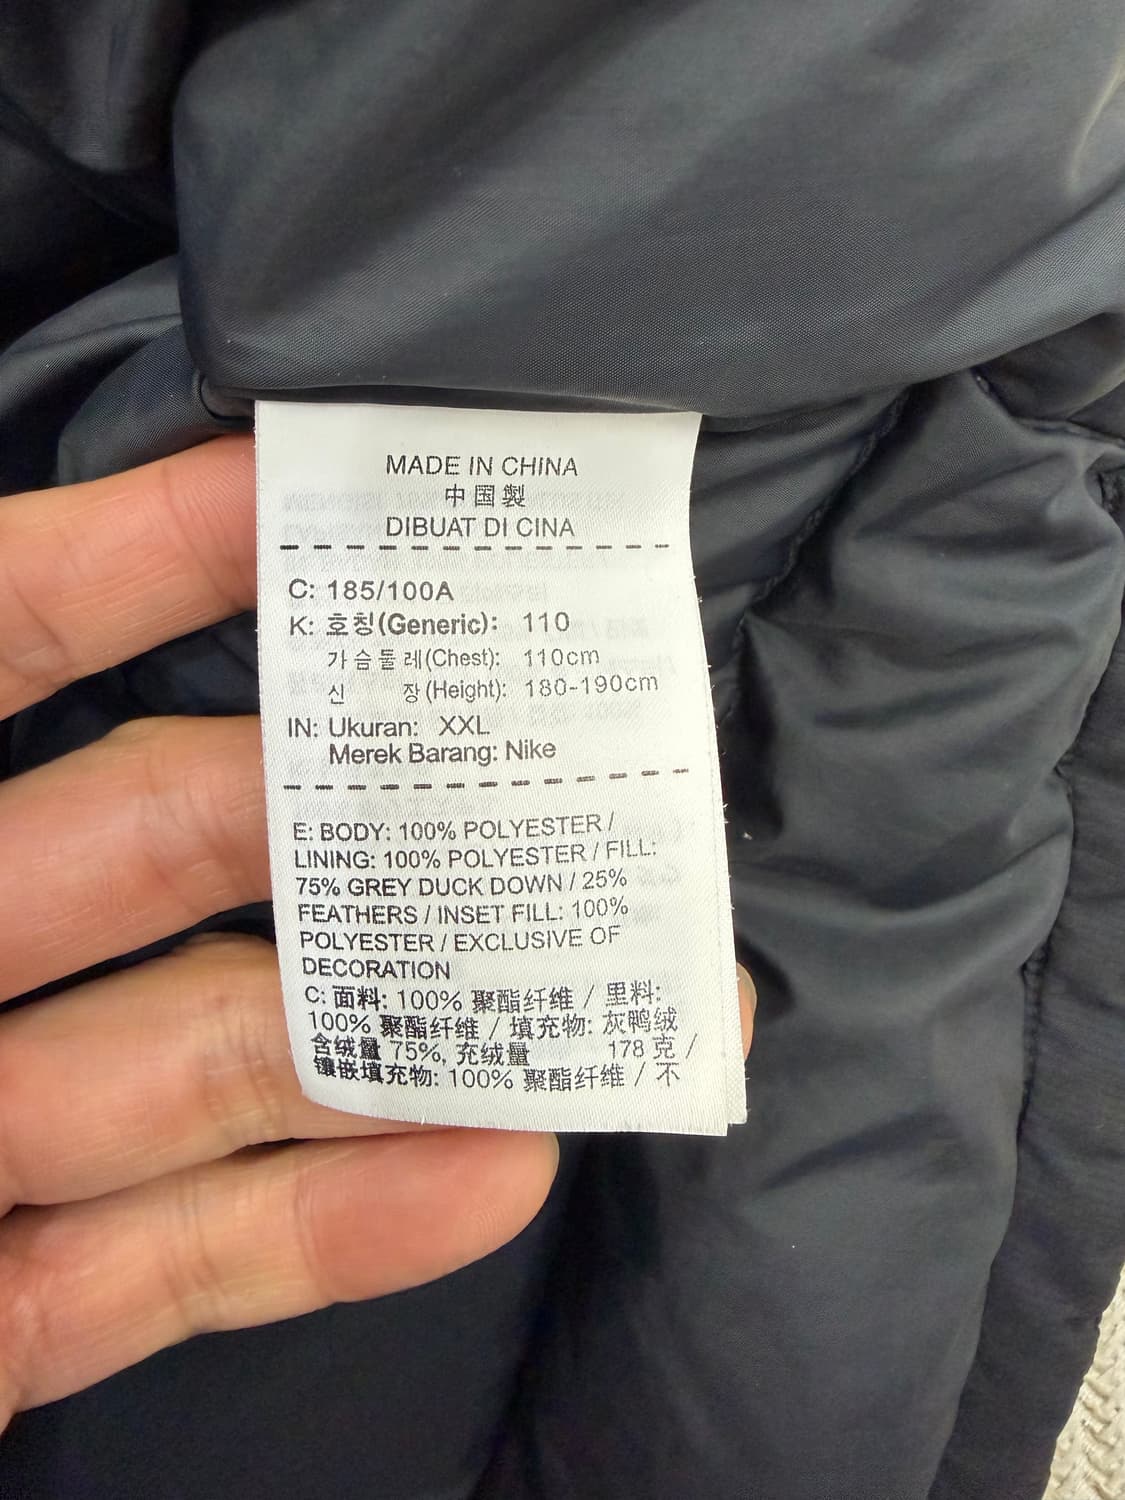 MADE IN CHINA
中国製
DIBUAT DI CINA
C: 185/100A
K: 호칭(Generic): 110
가슴둘레(Chest): 110cm
신 장(Height): 180-190cm
IN: Ukuran: XXL
Merek Barang: Nike
E: BODY: 100% POLYESTER /
LINING: 100% POLYESTER / FILL:
75% GREY DUCK DOWN / 25%
FEATHERS / INSET FILL: 100%
POLYESTER / EXCLUSIVE OF
DECORATION
C: 面料: 100% 聚酯纤维 / 里料:
100% 聚酯纤维 / 填充物: 灰鸭绒
含绒量 75%, 充绒量 178 克 /
镶嵌填充物: 100% 聚酯纤维 / 不